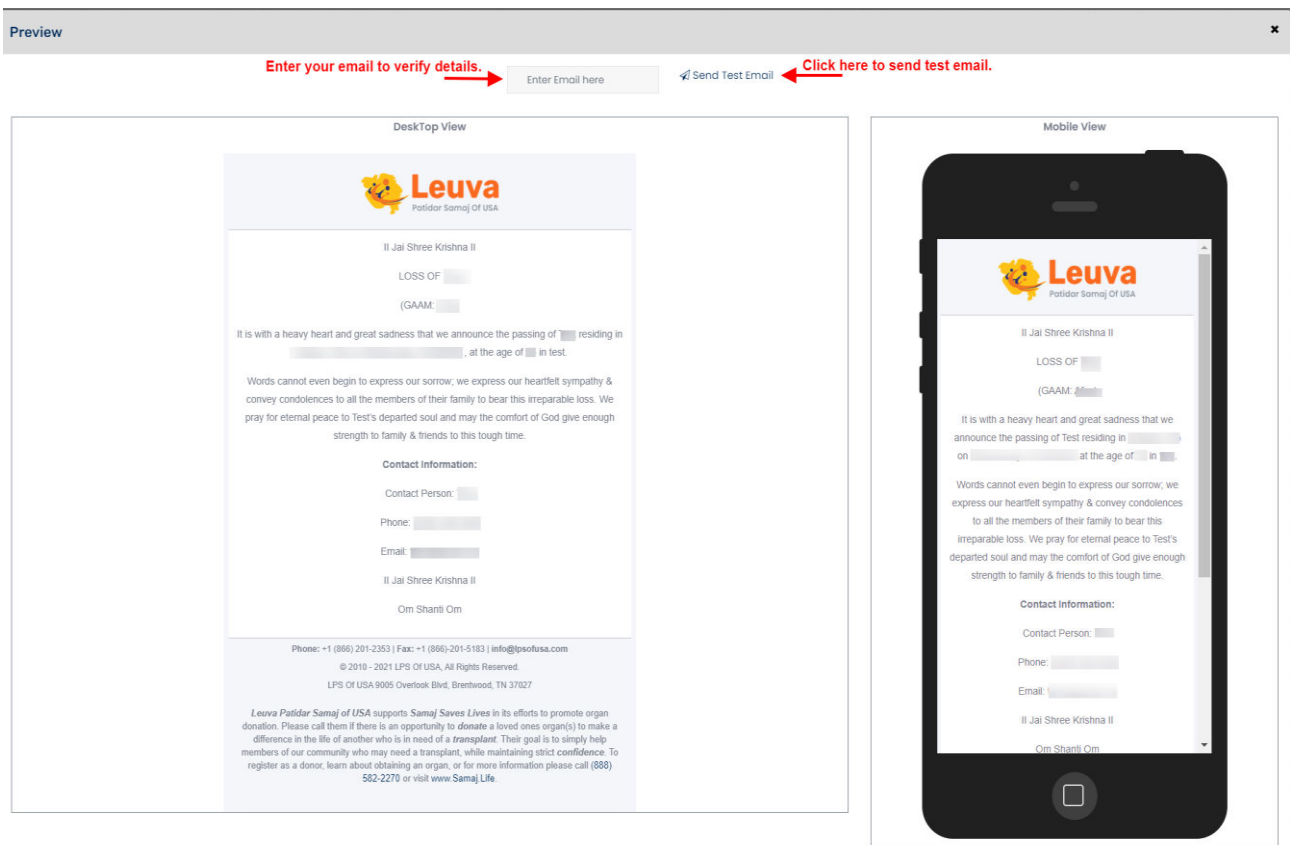 Preview
Enter your email to verify details.
Enter Email here
Send Test Email
Click here to send test email.
DeskTop View
Leuva
Patidar Samaj Of USA
II Jai Shree Krishna II
LOSS OF
(GAAM:
It is with a heavy heart and great sadness that we announce the passing of residing in
, at the age of in test.
Words cannot even begin to express our sorrow; we express our heartfelt sympathy &
convey condolences to all the members of their family to bear this irreparable loss. We
pray for eternal peace to Test's departed soul and may the comfort of God give enough
strength to family & friends to this tough time.
Contact Information:
Contact Person:
Phone:
Email:
II Jai Shree Krishna II
Om Shanti Om
Phone: +1 (866) 201-2353 | Fax: +1 (866)-201-5183 | info@lpsofusa.com
© 2010 - 2021 LPS Of USA, All Rights Reserved.
LPS Of USA 9005 Overlook Blvd, Brentwood, TN 37027
Leuva Patidar Samaj of USA supports Samaj Saves Lives in its efforts to promote organ
donation. Please call them if there is an opportunity to donate a loved ones organ(s) to make a
difference in the life of another who is in need of a transplant. Their goal is to simply help
members of our community who may need a transplant, while maintaining strict confidence. To
register as a donor, learn about obtaining an organ, or for more information please call (888)
582-2270 or visit www.Samaj.Life.
Mobile View
Leuva
Patidar Samaj Of USA
II Jai Shree Krishna II
LOSS OF
(GAAM:
It is with a heavy heart and great sadness that we
announce the passing of Test residing in
on at the age of in
Words cannot even begin to express our sorrow; we
express our heartfelt sympathy & convey condolences
to all the members of their family to bear this
irreparable loss. We pray for eternal peace to Test's
departed soul and may the comfort of God give enough
strength to family & friends to this tough time.
Contact Information:
Contact Person:
Phone:
Email:
II Jai Shree Krishna II
Om Shanti Om